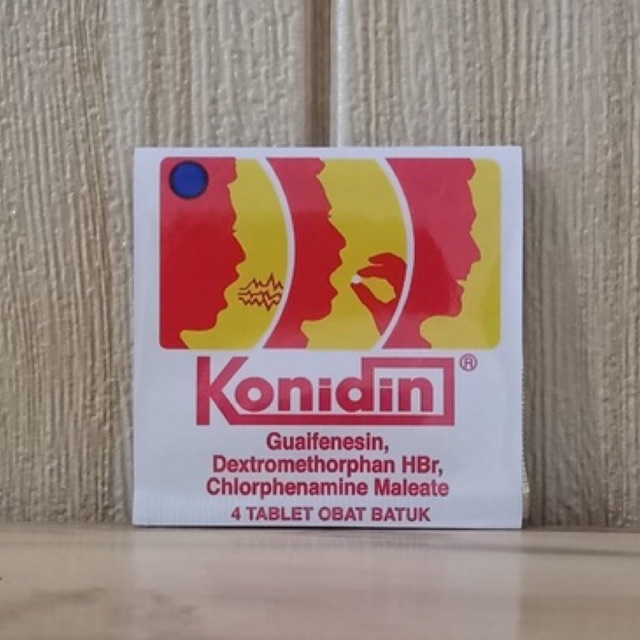 Konidin®
Guaifenesin,
Dextromethorphan HBr,
Chlorphenamine Maleate
4 TABLET OBAT BATUK